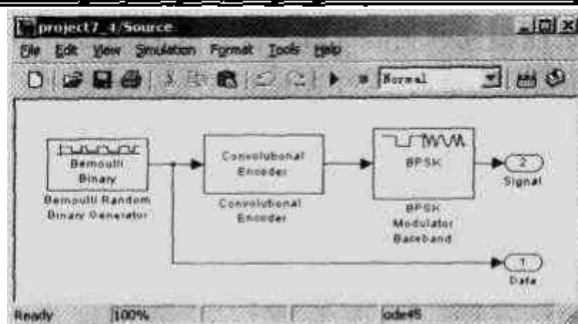 project7_4/Source
File Edit View Simulation Format Tools Help
Normal
Bernoulli
Binary
Bernoulli Random
Binary Generator
Convolutional
Encoder
Convolutional
Encoder
BPSK
BPSK
Modulator
Baseband
2
Signal
1
Data
Ready 100% ode45